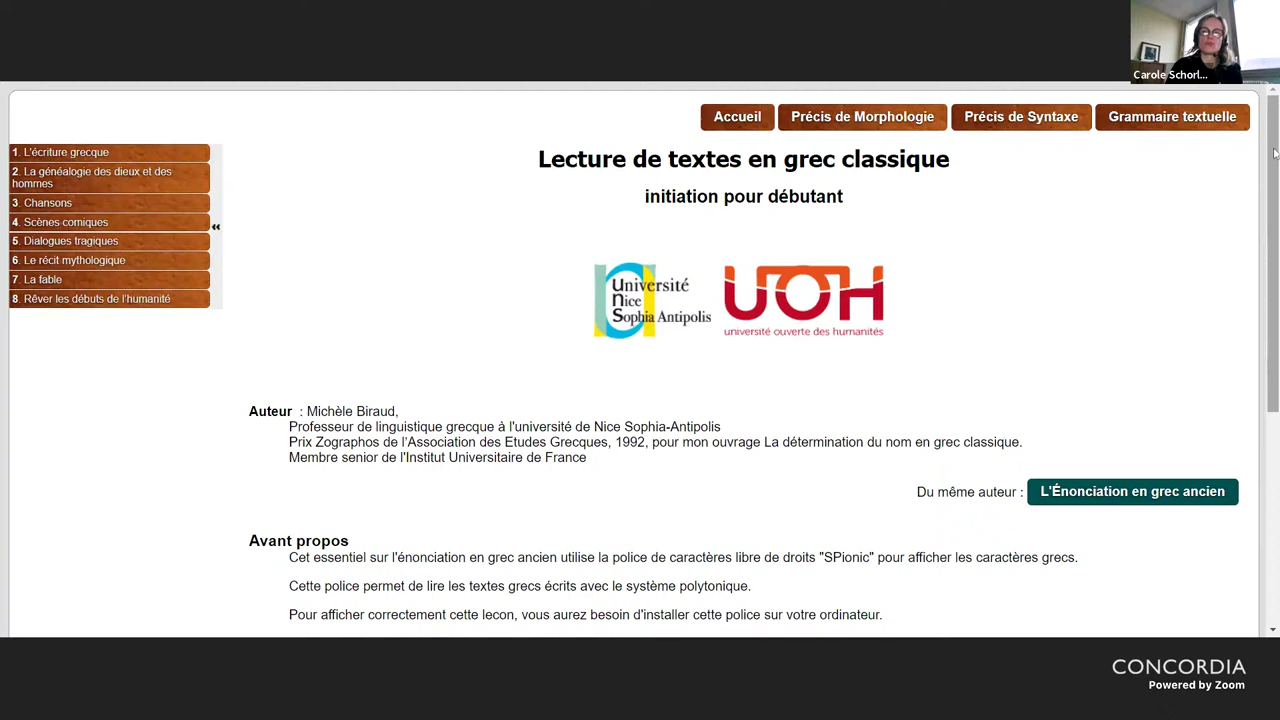 Carole Schorl...
Accueil
Précis de Morphologie
Précis de Syntaxe
Grammaire textuelle
1. L'écriture grecque
2. La généalogie des dieux et des
hommes
3. Chansons
4. Scènes comiques
5. Dialogues tragiques
6. Le récit mythologique
7. La fable
8. Rêver les débuts de l'humanité
«
Lecture de textes en grec classique
initiation pour débutant
Université
Nice
Sophia Antipolis
UOH
université ouverte des humanités
Auteur : Michèle Biraud,
Professeur de linguistique grecque à l'université de Nice Sophia-Antipolis
Prix Zographos de l'Association des Etudes Grecques, 1992, pour mon ouvrage La détermination du nom en grec classique.
Membre senior de l'Institut Universitaire de France
Du même auteur : L'Énonciation en grec ancien
Avant propos
Cet essentiel sur l'énonciation en grec ancien utilise la police de caractères libre de droits "SPionic" pour afficher les caractères grecs.
Cette police permet de lire les textes grecs écrits avec le système polytonique.
Pour afficher correctement cette lecon, vous aurez besoin d'installer cette police sur votre ordinateur.
CONCORDIA
Powered by Zoom